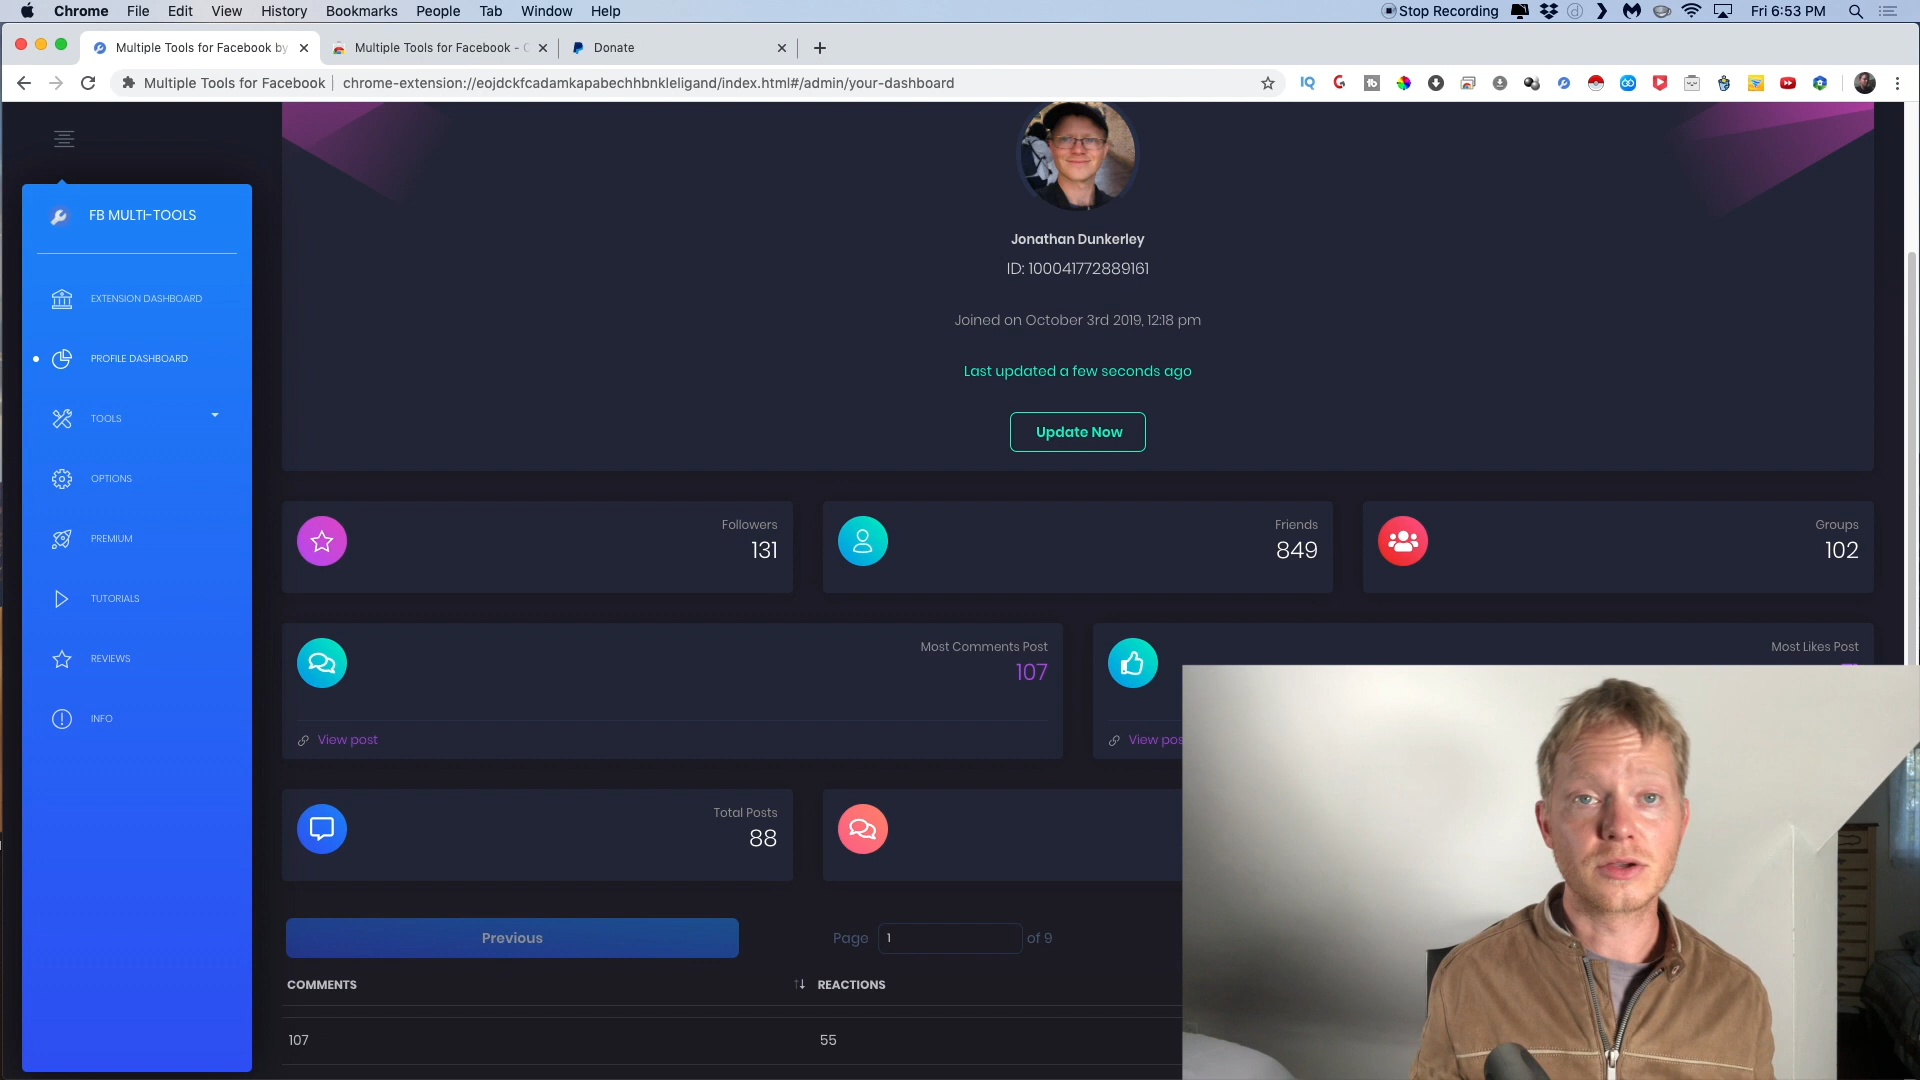 Chrome File Edit View History Bookmarks People Tab Window Help Stop Recording Fri 6:53 PM
Multiple Tools for Facebook by Multiple Tools for Facebook - Donate
Multiple Tools for Facebook chrome-extension://eojdckfcadamkapabechhbnkleligand/index.html#/admin/your-dashboard
FB MULTI-TOOLS
EXTENSION DASHBOARD
PROFILE DASHBOARD
TOOLS
OPTIONS
PREMIUM
TUTORIALS
REVIEWS
INFO
Jonathan Dunkerley
ID: 100041772889161
Joined on October 3rd 2019, 12:18 pm
Last updated a few seconds ago
Update Now
Followers
131
Friends
849
Groups
102
Most Comments Post
107
View post
Most Likes Post
View pos
Total Posts
88
Previous
Page 1 of 9
COMMENTS REACTIONS
107 55